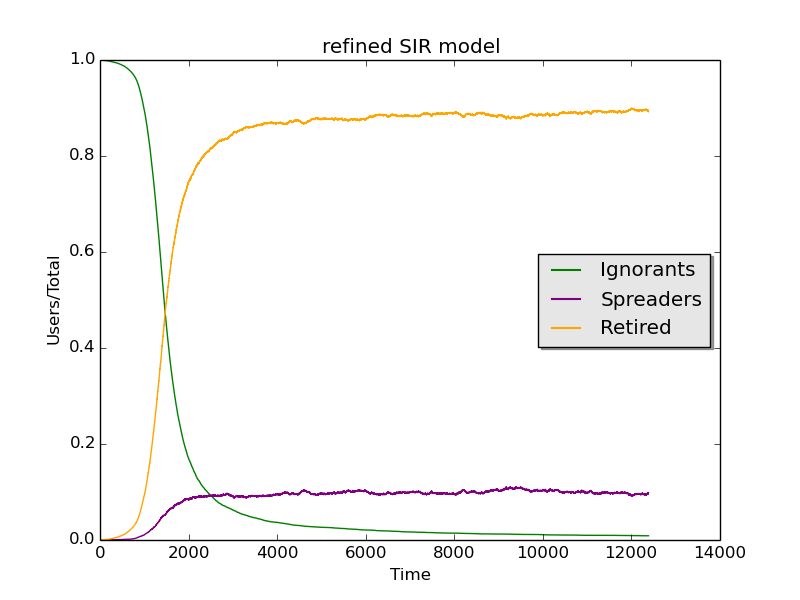 refined SIR model
1.0
0.8
0.6
0.4
0.2
0.0
Users/Total
Ignorants
Spreaders
Retired
0 2000 4000 6000 8000 10000 12000 14000
Time